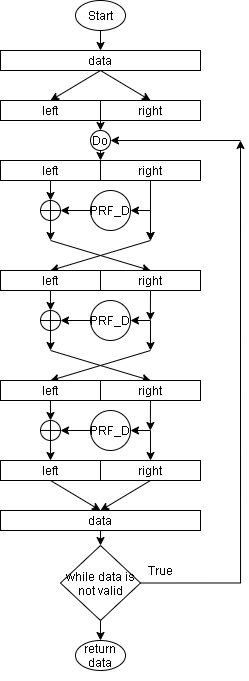 Start
data
left right
Do
left right
PRF_D
left right
PRF_D
left right
PRF_D
left right
data
while data is
not valid
True
return
data